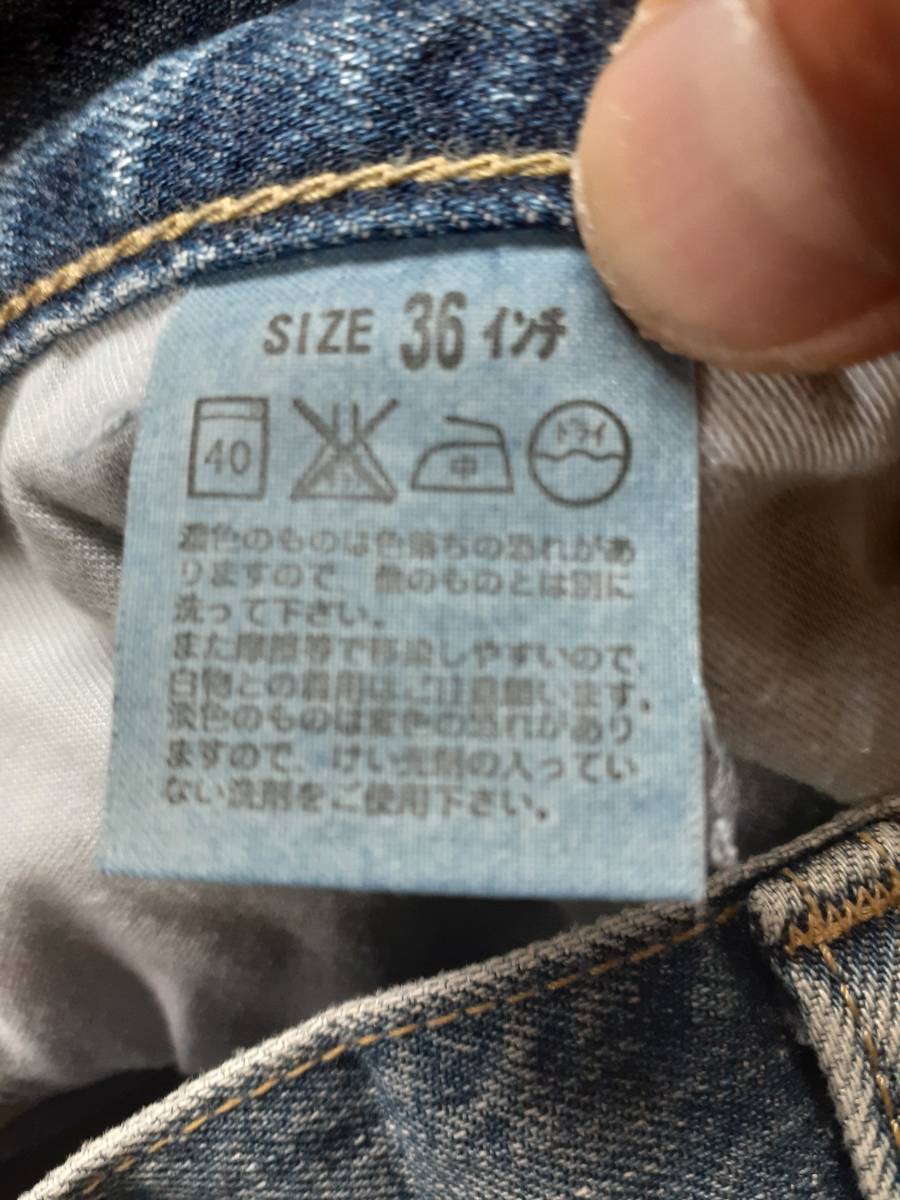 SIZE 36 インチ
40 中 ドライ
濃色のものは色落ちの恐れがあ
りますので 他のものとは別に
洗って下さい。
また摩擦等で移染しやすいので、
白物との着用はご注意願います。
淡色のものは変色の恐れがあり
ますので、けい光剤の入ってい
ない洗剤をご使用下さい。